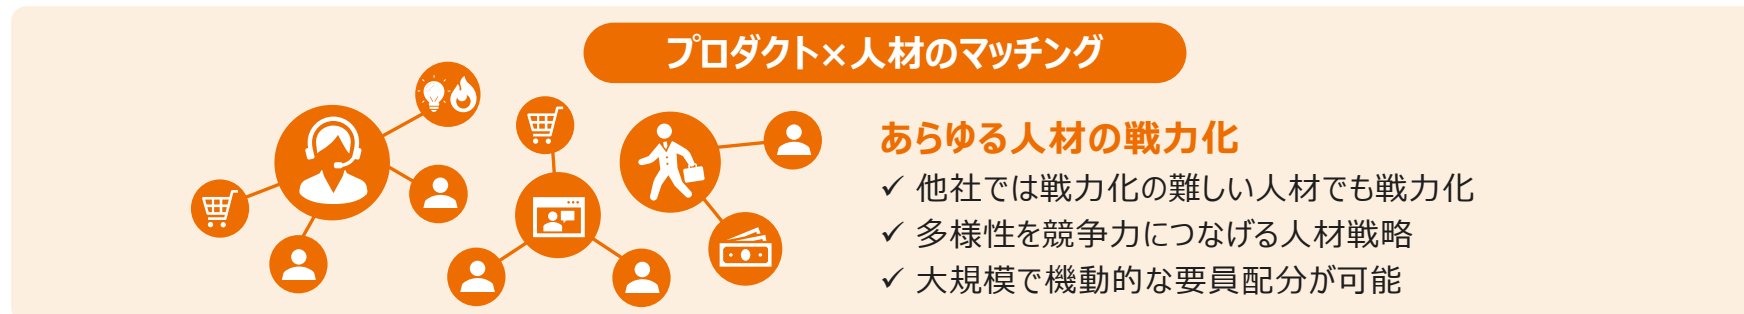 プロダクト×人材のマッチング
あらゆる人材の戦力化
✓ 他社では戦力化の難しい人材でも戦力化
✓ 多様性を競争力につなげる人材戦略
✓ 大規模で機動的な要員配分が可能